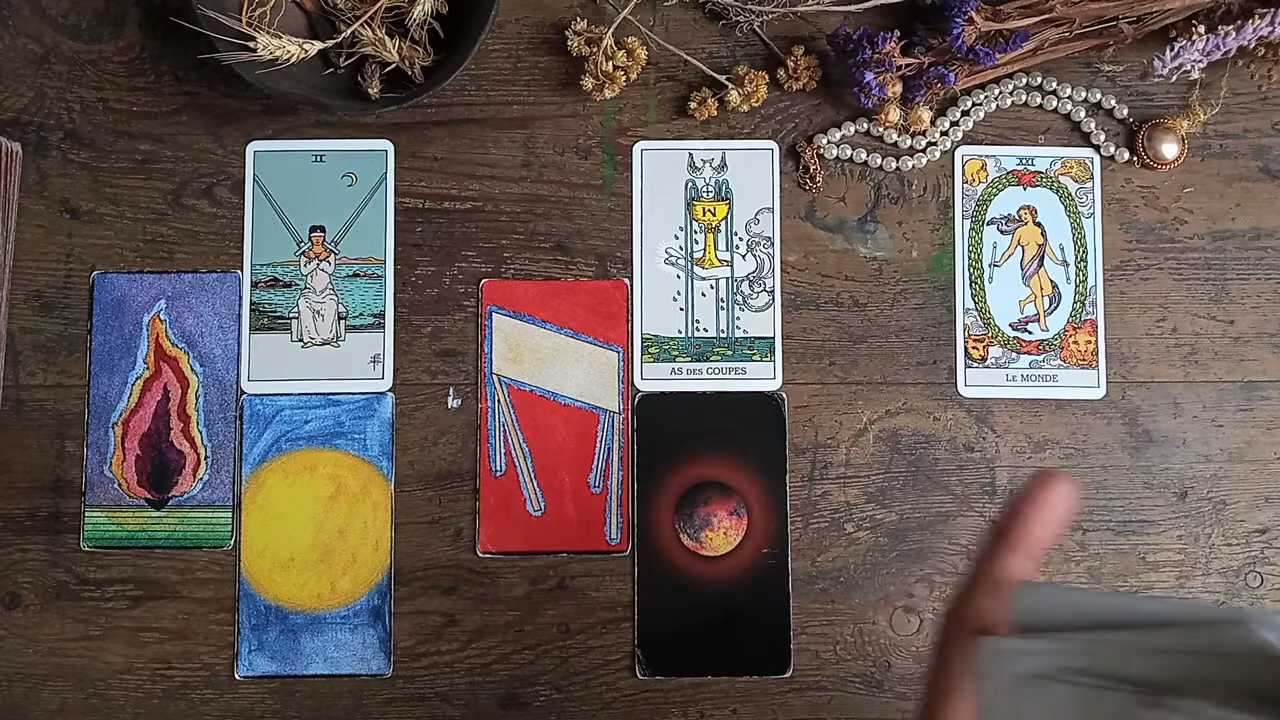 II
AS DES COUPES
XXI
LE MONDE